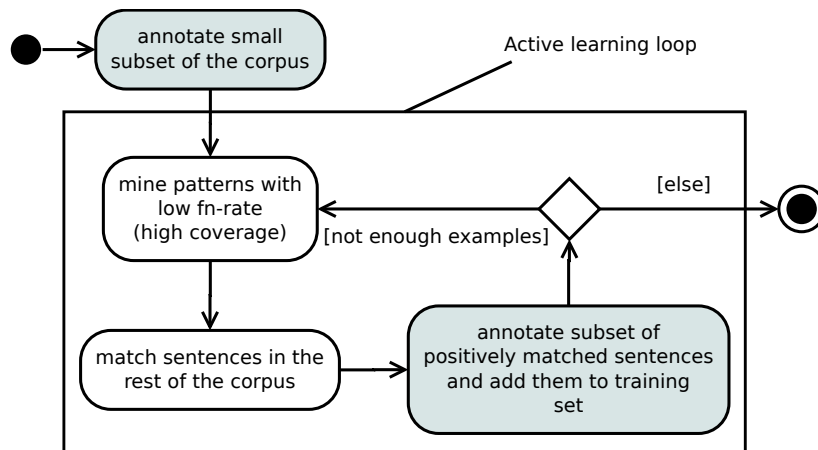 annotate small
subset of the corpus
Active learning loop
mine patterns with
low fn-rate
(high coverage)
[else]
[not enough examples]
match sentences in the
rest of the corpus
annotate subset of
positively matched sentences
and add them to training
set